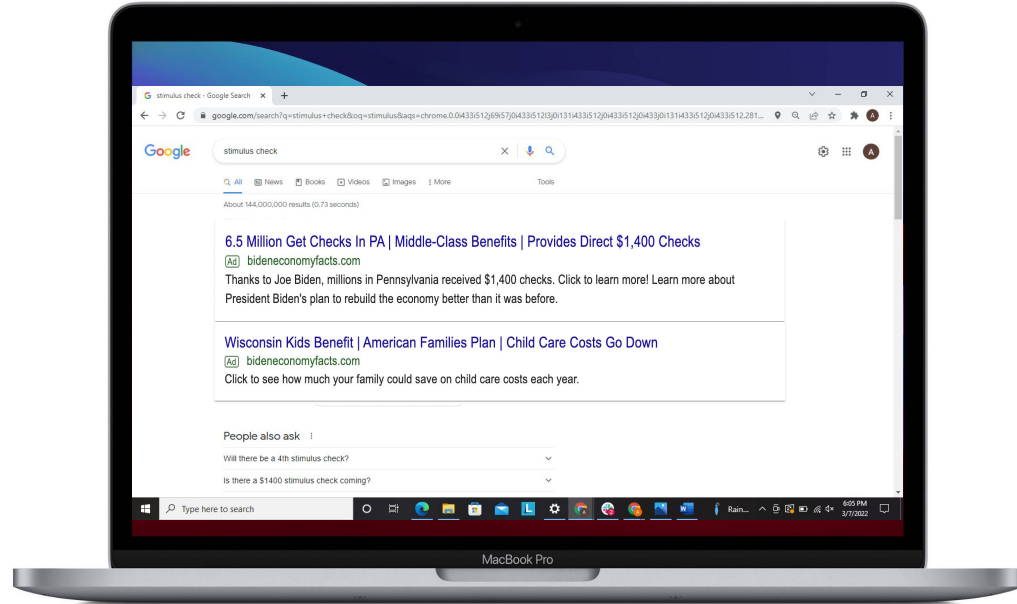 stimulus check - Google Search
google.com/search?q=stimulus+check&oq=stimulus&aqs=chrome.0.0i433i512j69i57j0i433i512l3j0i131i433i512j0i433i512j0i433j0i131i433i512j0i433i512.281...
A
Google
stimulus check
A
All News Books Videos Images More Tools
About 144,000,000 results (0.73 seconds)
6.5 Million Get Checks In PA | Middle-Class Benefits | Provides Direct $1,400 Checks
Ad bideneconomyfacts.com
Thanks to Joe Biden, millions in Pennsylvania received $1,400 checks. Click to learn more! Learn more about
President Biden's plan to rebuild the economy better than it was before.
Wisconsin Kids Benefit | American Families Plan | Child Care Costs Go Down
Ad bideneconomyfacts.com
Click to see how much your family could save on child care costs each year.
People also ask
Will there be a 4th stimulus check?
Is there a $1400 stimulus check coming?
Type here to search
L
W
Rain...
6:05 PM
3/7/2022
MacBook Pro